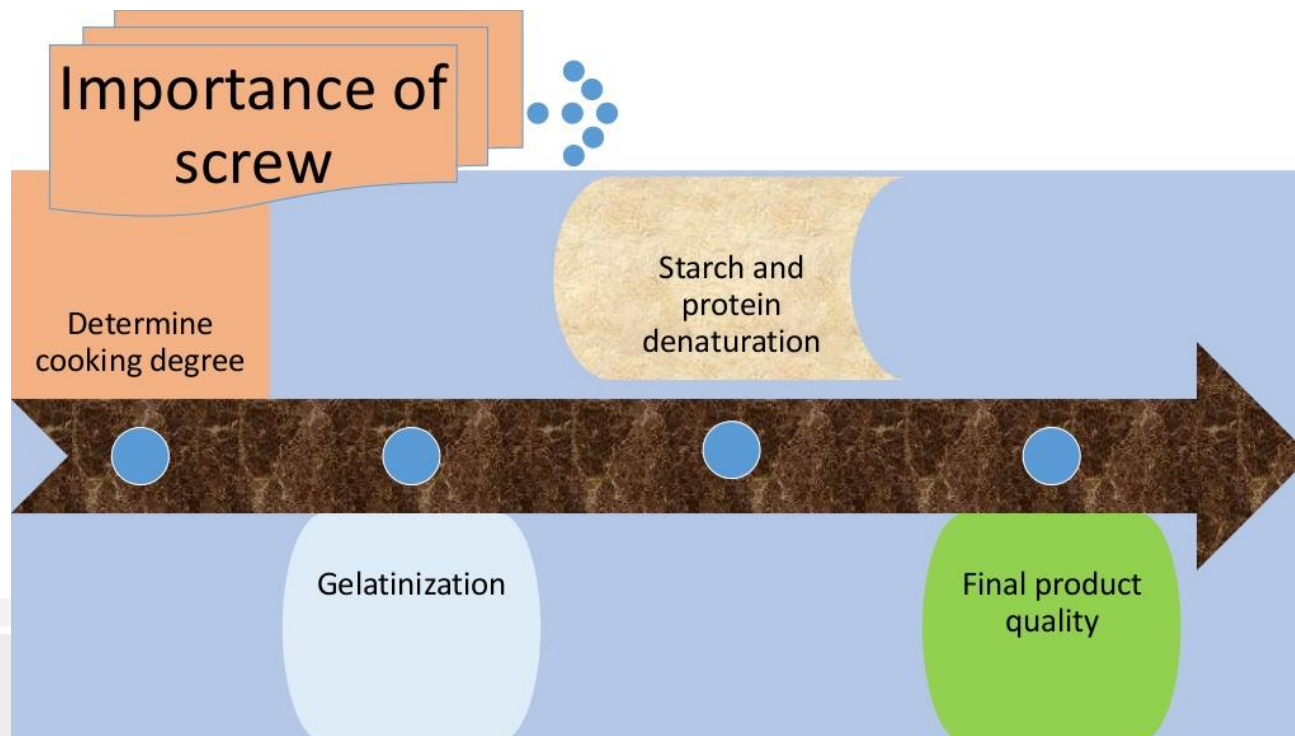 Importance of
screw
Determine
cooking degree
Gelatinization
Starch and
protein
denaturation
Final product
quality